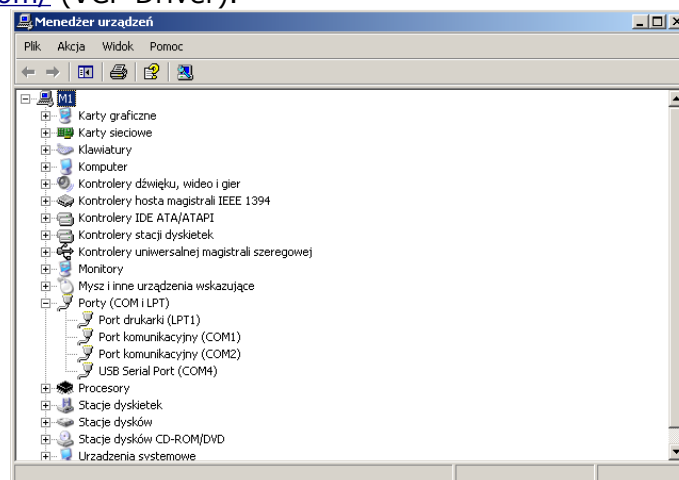 om/ (VCP Driver).
Menedżer urządzeń
Plik Akcja Widok Pomoc
M1
Karty graficzne
Karty sieciowe
Klawiatury
Komputer
Kontrolery dźwięku, wideo i gier
Kontrolery hosta magistrali IEEE 1394
Kontrolery IDE ATA/ATAPI
Kontrolery stacji dyskietek
Kontrolery uniwersalnej magistrali szeregowej
Monitory
Mysz i inne urządzenia wskazujące
Porty (COM i LPT)
Port drukarki (LPT1)
Port komunikacyjny (COM1)
Port komunikacyjny (COM2)
USB Serial Port (COM4)
Procesory
Stacje dyskietek
Stacje dysków
Stacje dysków CD-ROM/DVD
Urządzenia systemowe